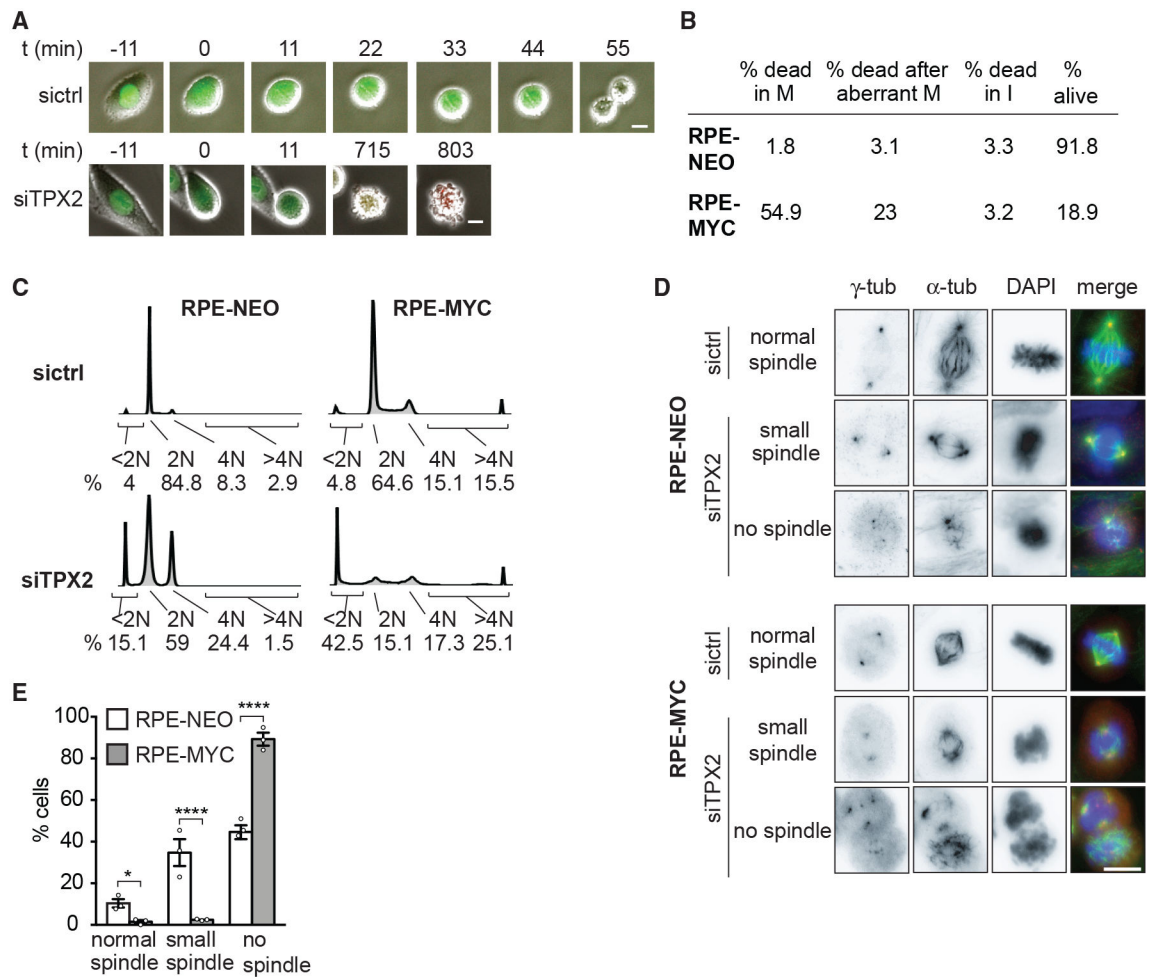 A
t (min) -11 0 11 22 33 44 55
sictrl
t (min) -11 0 11 715 803
siTPX2
B
% dead in M % dead after aberrant M % dead in I % alive
RPE-NEO 1.8 3.1 3.3 91.8
RPE-MYC 54.9 23 3.2 18.9
C
RPE-NEO RPE-MYC
sictrl
<2N 2N 4N >4N <2N 2N 4N >4N
% 4 84.8 8.3 2.9 4.8 64.6 15.1 15.5
siTPX2
<2N 2N 4N >4N <2N 2N 4N >4N
% 15.1 59 24.4 1.5 42.5 15.1 17.3 25.1
D
γ-tub α-tub DAPI merge
RPE-NEO
sictrl
normal
spindle
siTPX2
small
spindle
no spindle
RPE-MYC
sictrl
normal
spindle
siTPX2
small
spindle
no spindle
E
RPE-NEO
RPE-MYC
% cells
100
80
60
40
20
0
*
****
****
normal
spindle
small
spindle
no
spindle